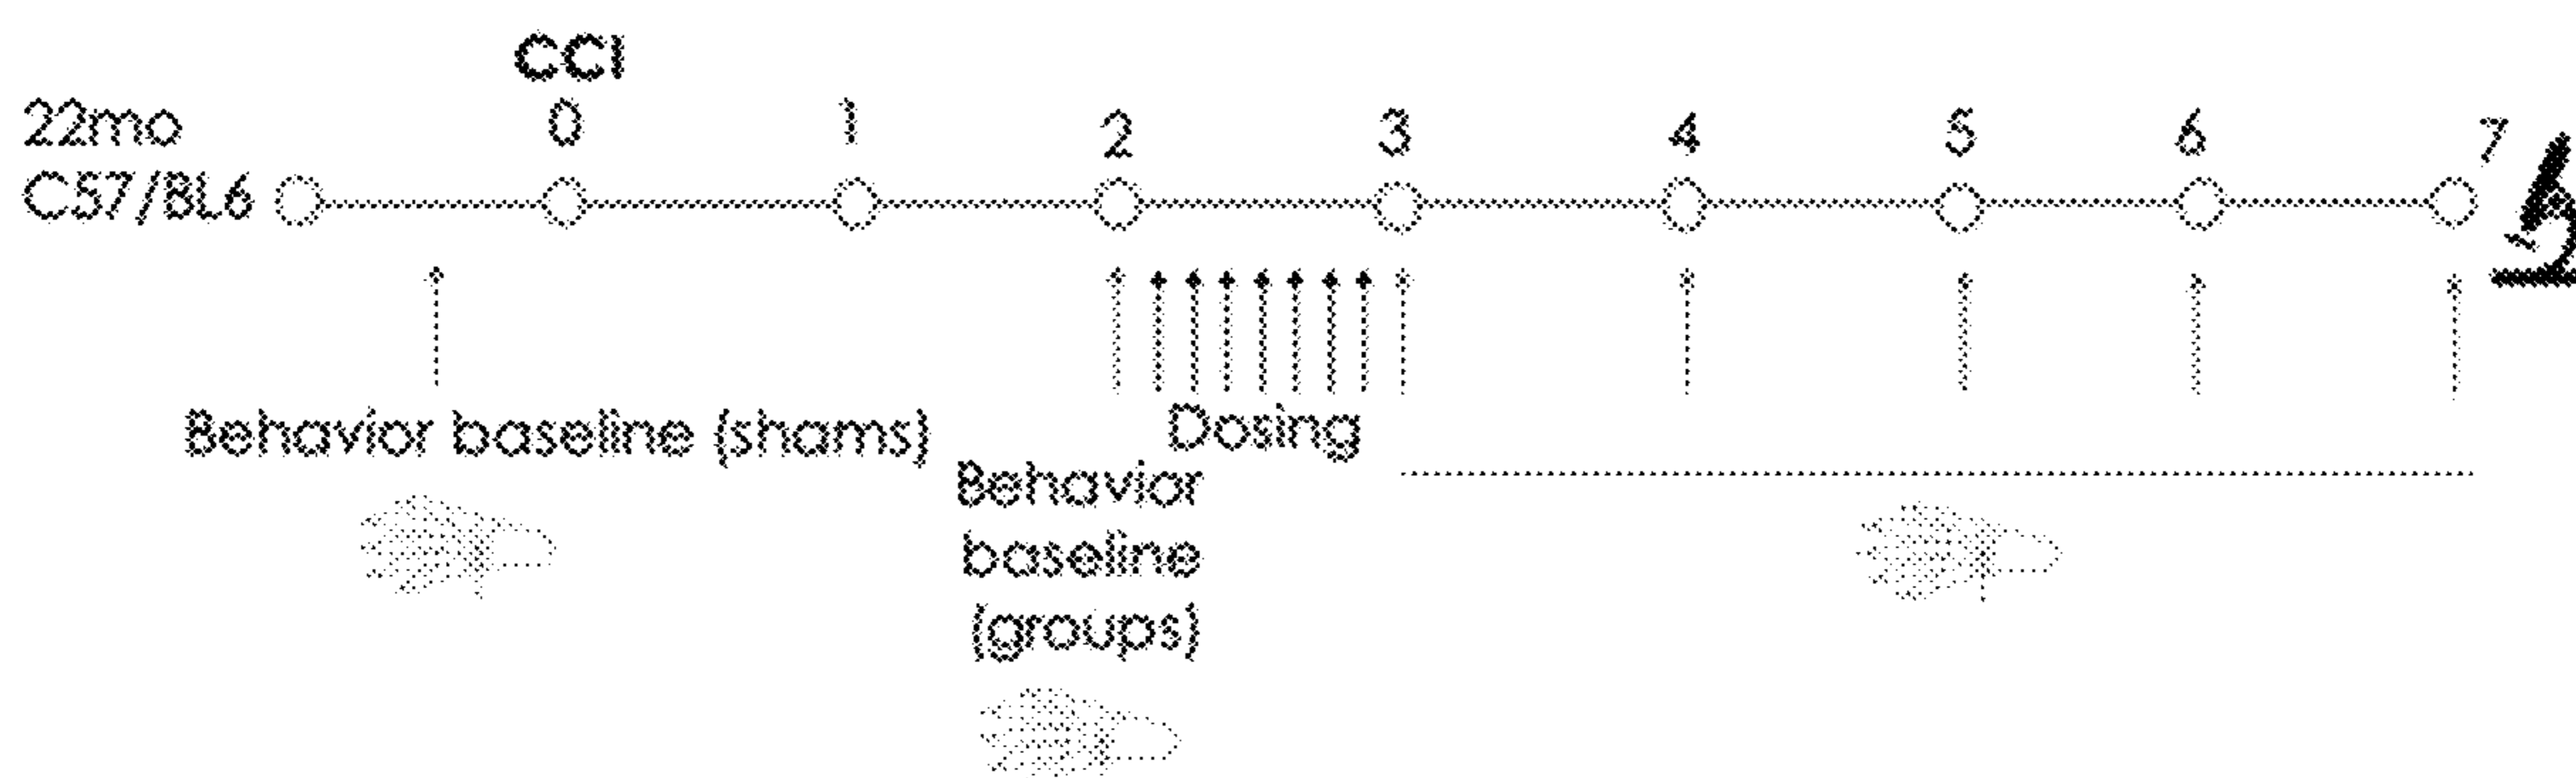 CCI
22mo 0 1 2 3 4 5 6 7
C57/BL6
Behavior baseline (shams)
Dosing
Behavior
baseline
(groups)